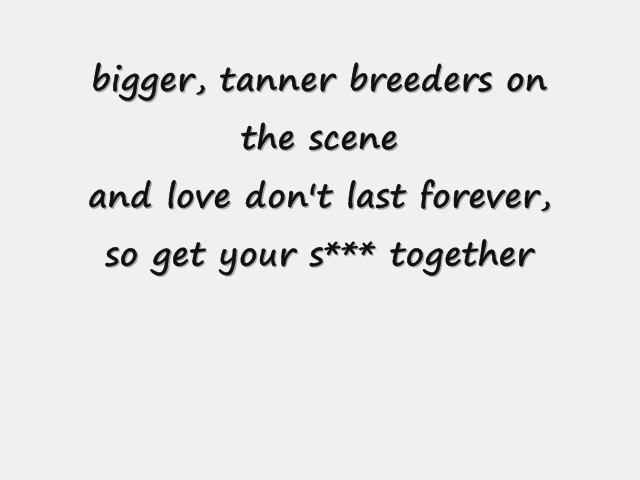 bigger, tanner breeders on
the scene
and love don't last forever,
so get your s*** together